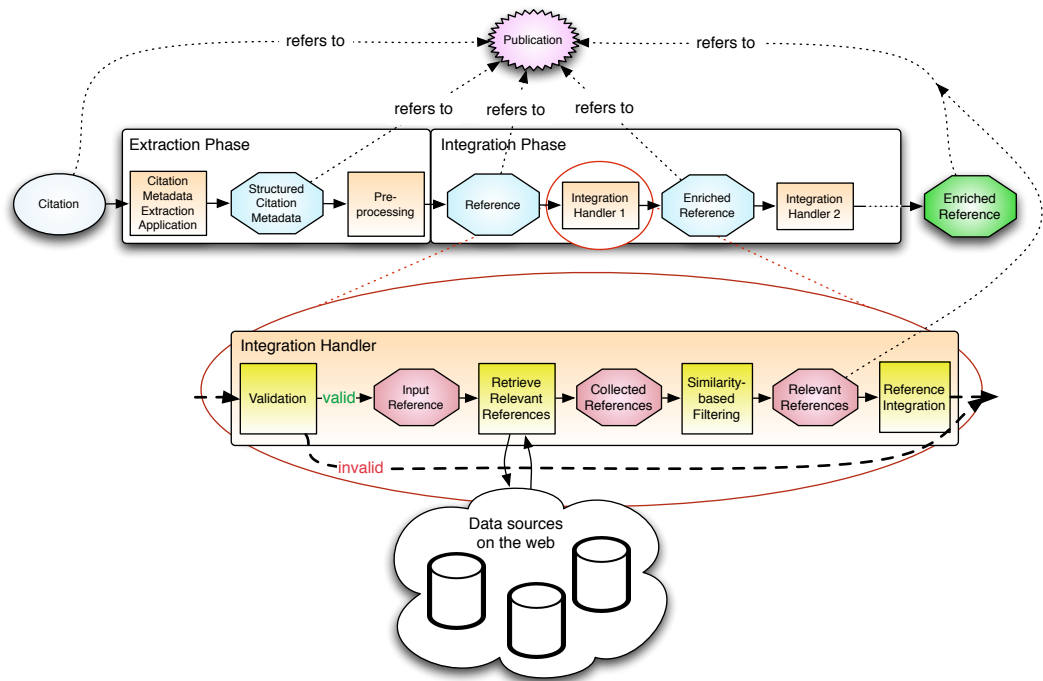 refers to
Publication
refers to
refers to
refers to
refers to
Extraction Phase
Integration Phase
Citation
Citation
Metadata
Extraction
Application
Structured
Citation
Metadata
Pre-
processing
Reference
Integration
Handler 1
Enriched
Reference
Integration
Handler 2
Enriched
Reference
Integration Handler
Validation
valid
Input
Reference
Retrieve
Relevant
References
Collected
References
Similarity-
based
Filtering
Relevant
References
Reference
Integration
invalid
Data sources
on the web